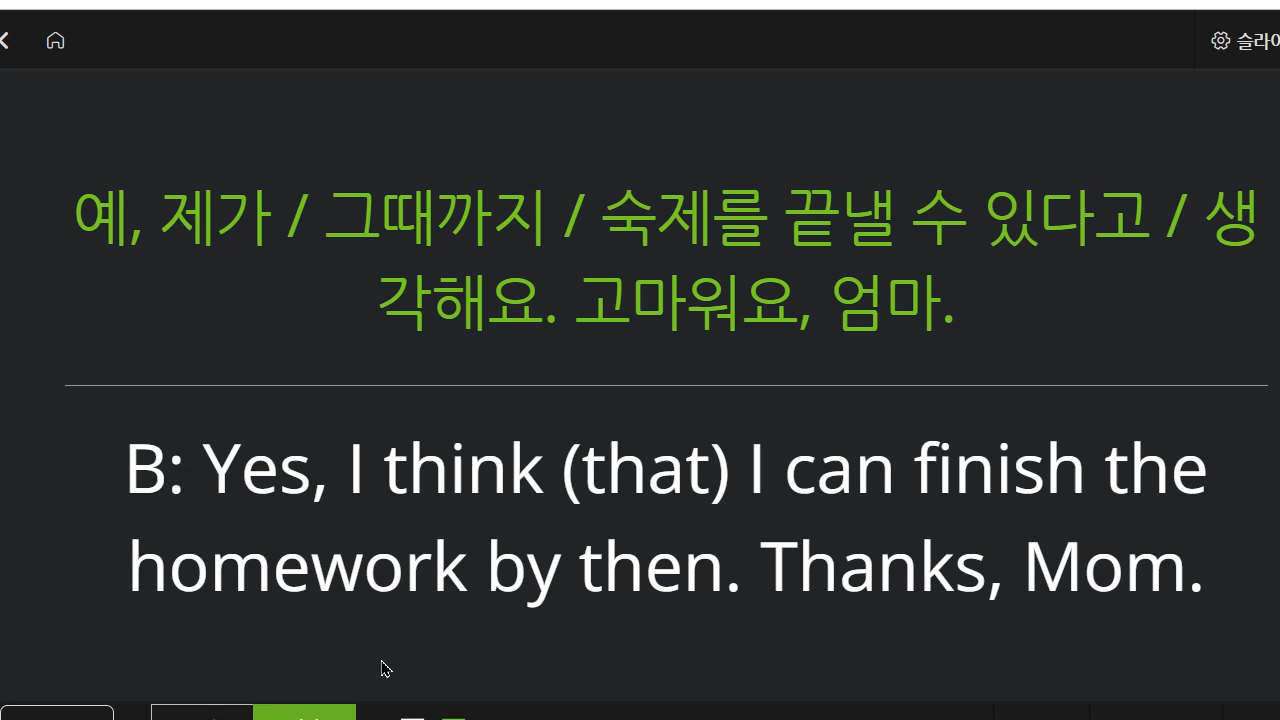 예, 제가 / 그때까지 / 숙제를 끝낼 수 있다고 / 생
각해요. 고마워요, 엄마.
B: Yes, I think (that) I can finish the
homework by then. Thanks, Mom.